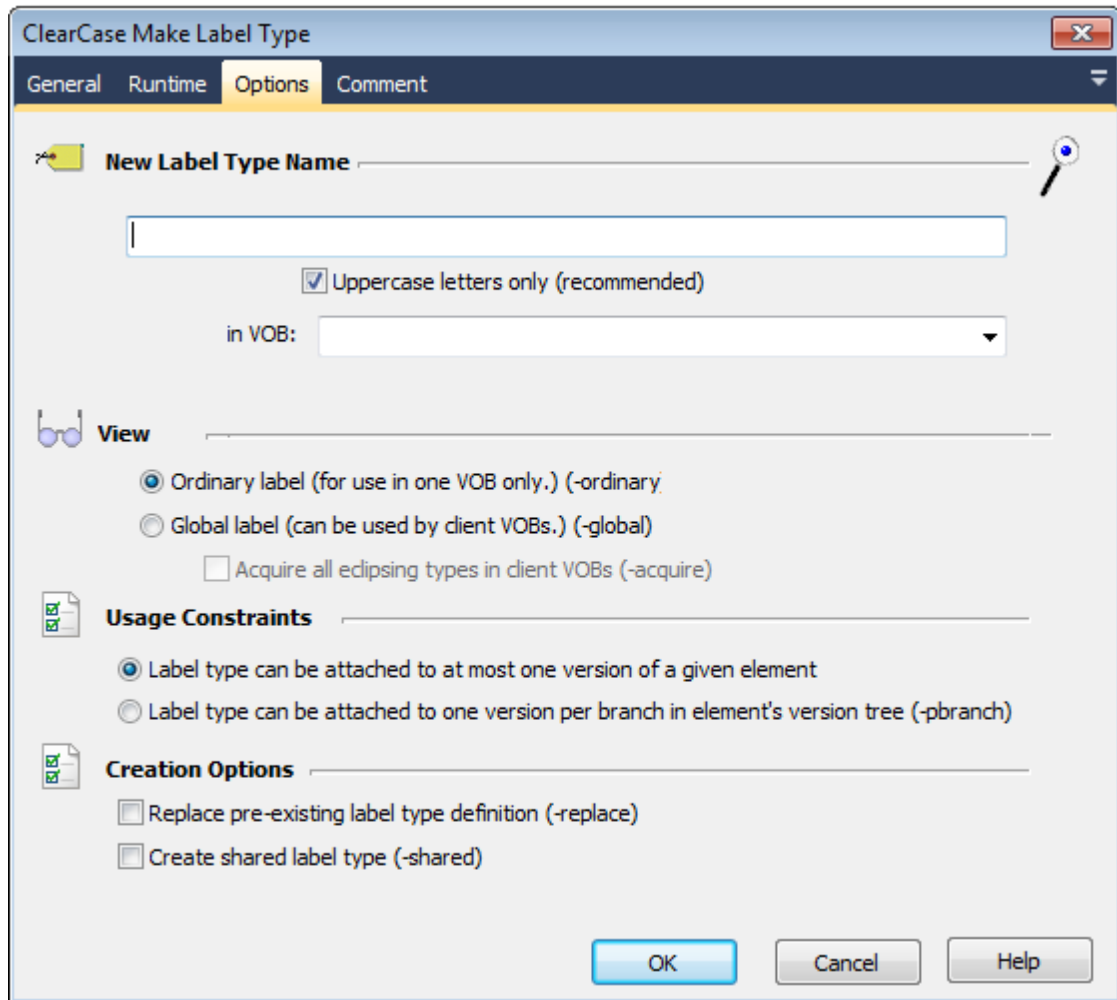 ClearCase Make Label Type
General Runtime Options Comment
New Label Type Name
Uppercase letters only (recommended)
in VOB:
View
Ordinary label (for use in one VOB only.) (-ordinary
Global label (can be used by client VOBs.) (-global)
Acquire all eclipsing types in client VOBs (-acquire)
Usage Constraints
Label type can be attached to at most one version of a given element
Label type can be attached to one version per branch in element's version tree (-pbranch)
Creation Options
Replace pre-existing label type definition (-replace)
Create shared label type (-shared)
OK Cancel Help